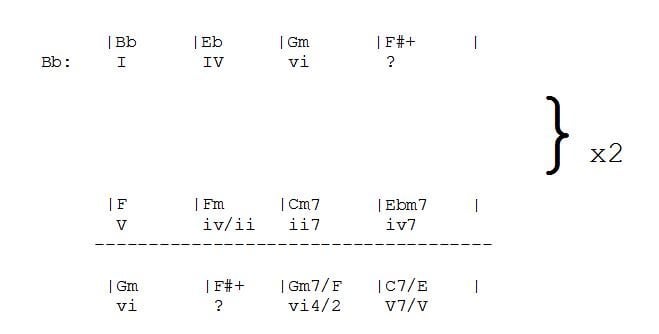 |Bb |Eb |Gm |F#+ |
Bb: I IV vi ?
} x2
|F |Fm |Cm7 |Ebm7 |
V iv/ii ii7 iv7
------------------------------------
|Gm |F#+ |Gm7/F |C7/E |
vi ? vi4/2 V7/V